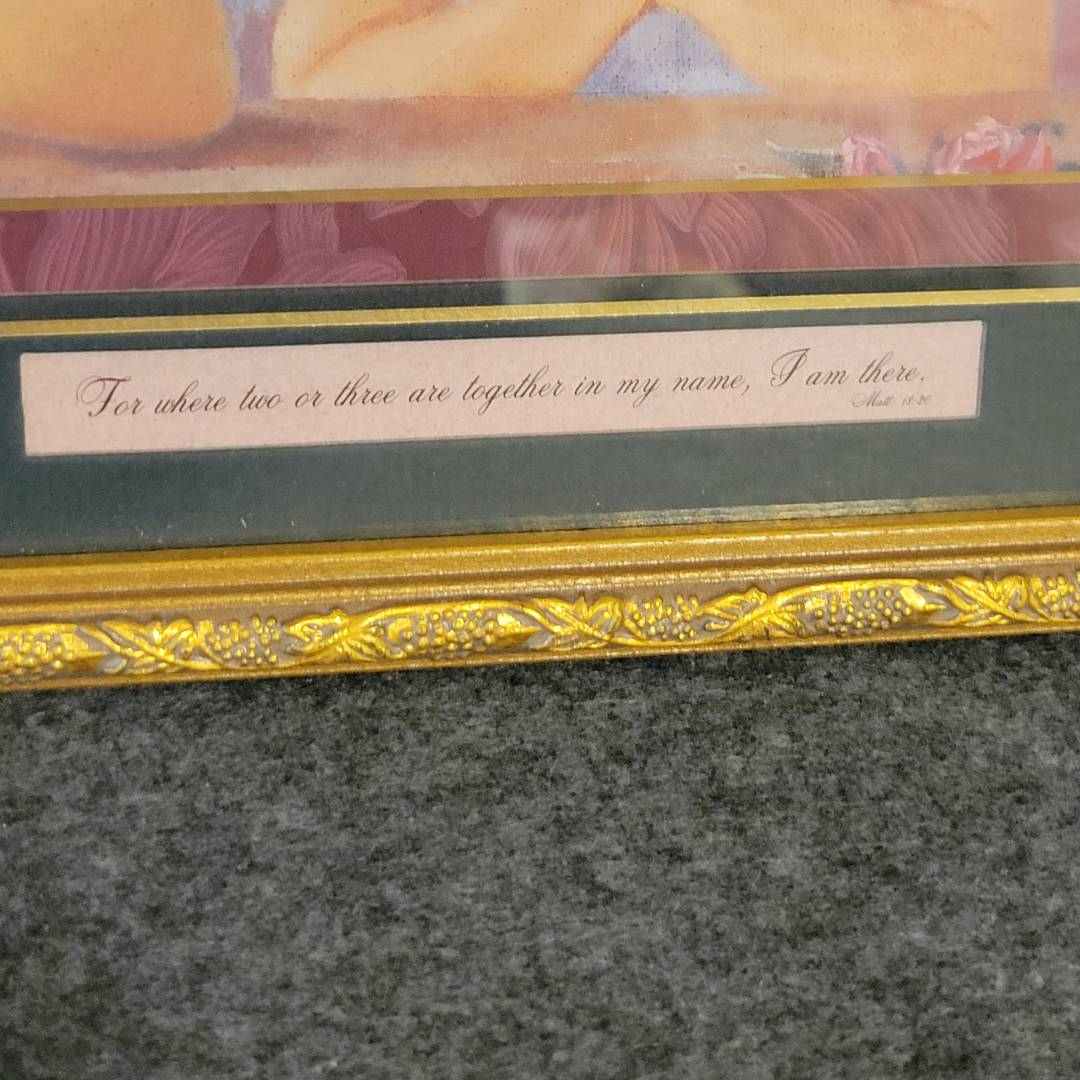 For where two or three are together in my name, I am there.
Matt. 18:20